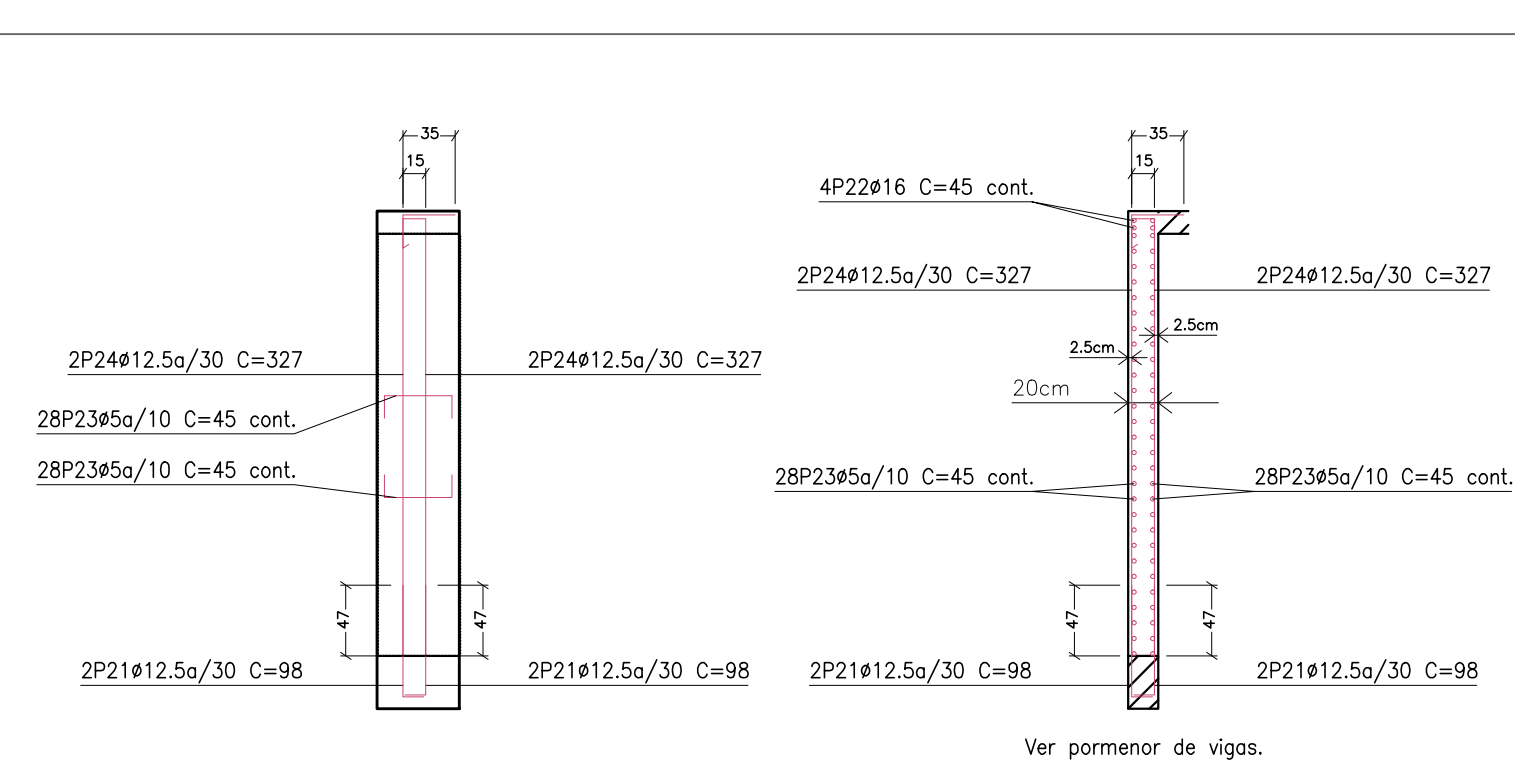 35
15
2P24ø12.5a/30 C=327
2P24ø12.5a/30 C=327
28P23ø5a/10 C=45 cont.
28P23ø5a/10 C=45 cont.
47
47
2P21ø12.5a/30 C=98
2P21ø12.5a/30 C=98
35
15
4P22ø16 C=45 cont.
2P24ø12.5a/30 C=327
2P24ø12.5a/30 C=327
2.5cm
2.5cm
20cm
28P23ø5a/10 C=45 cont.
28P23ø5a/10 C=45 cont.
47
47
2P21ø12.5a/30 C=98
2P21ø12.5a/30 C=98
Ver pormenor de vigas.